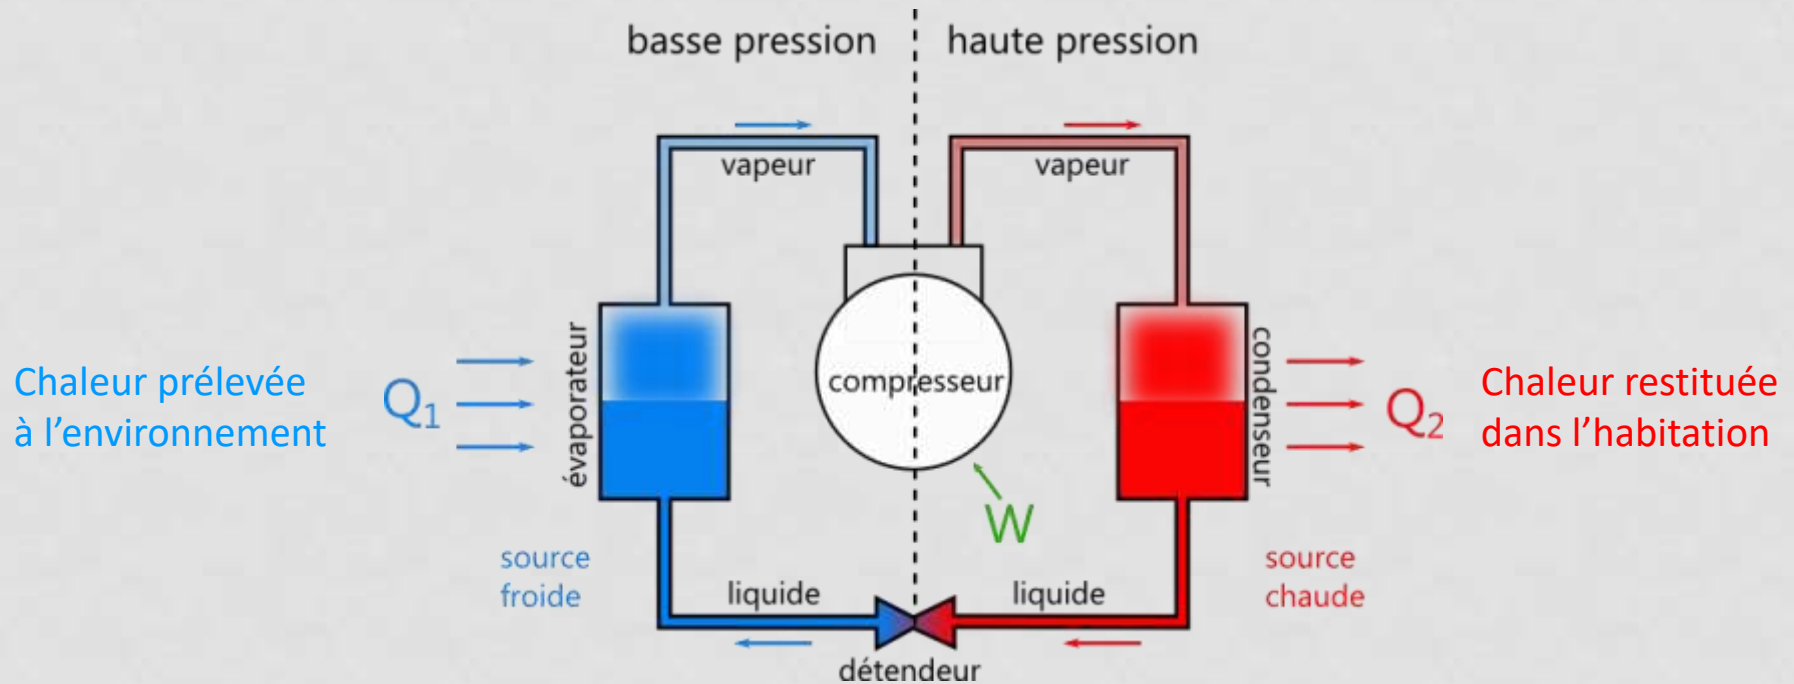 basse pression
haute pression
vapeur
vapeur
évaporateur
compresseur
condenseur
Chaleur prélevée
à l’environnement
Q₁
Q₂
Chaleur restituée
dans l’habitation
W
source
froide
source
chaude
liquide
liquide
détendeur